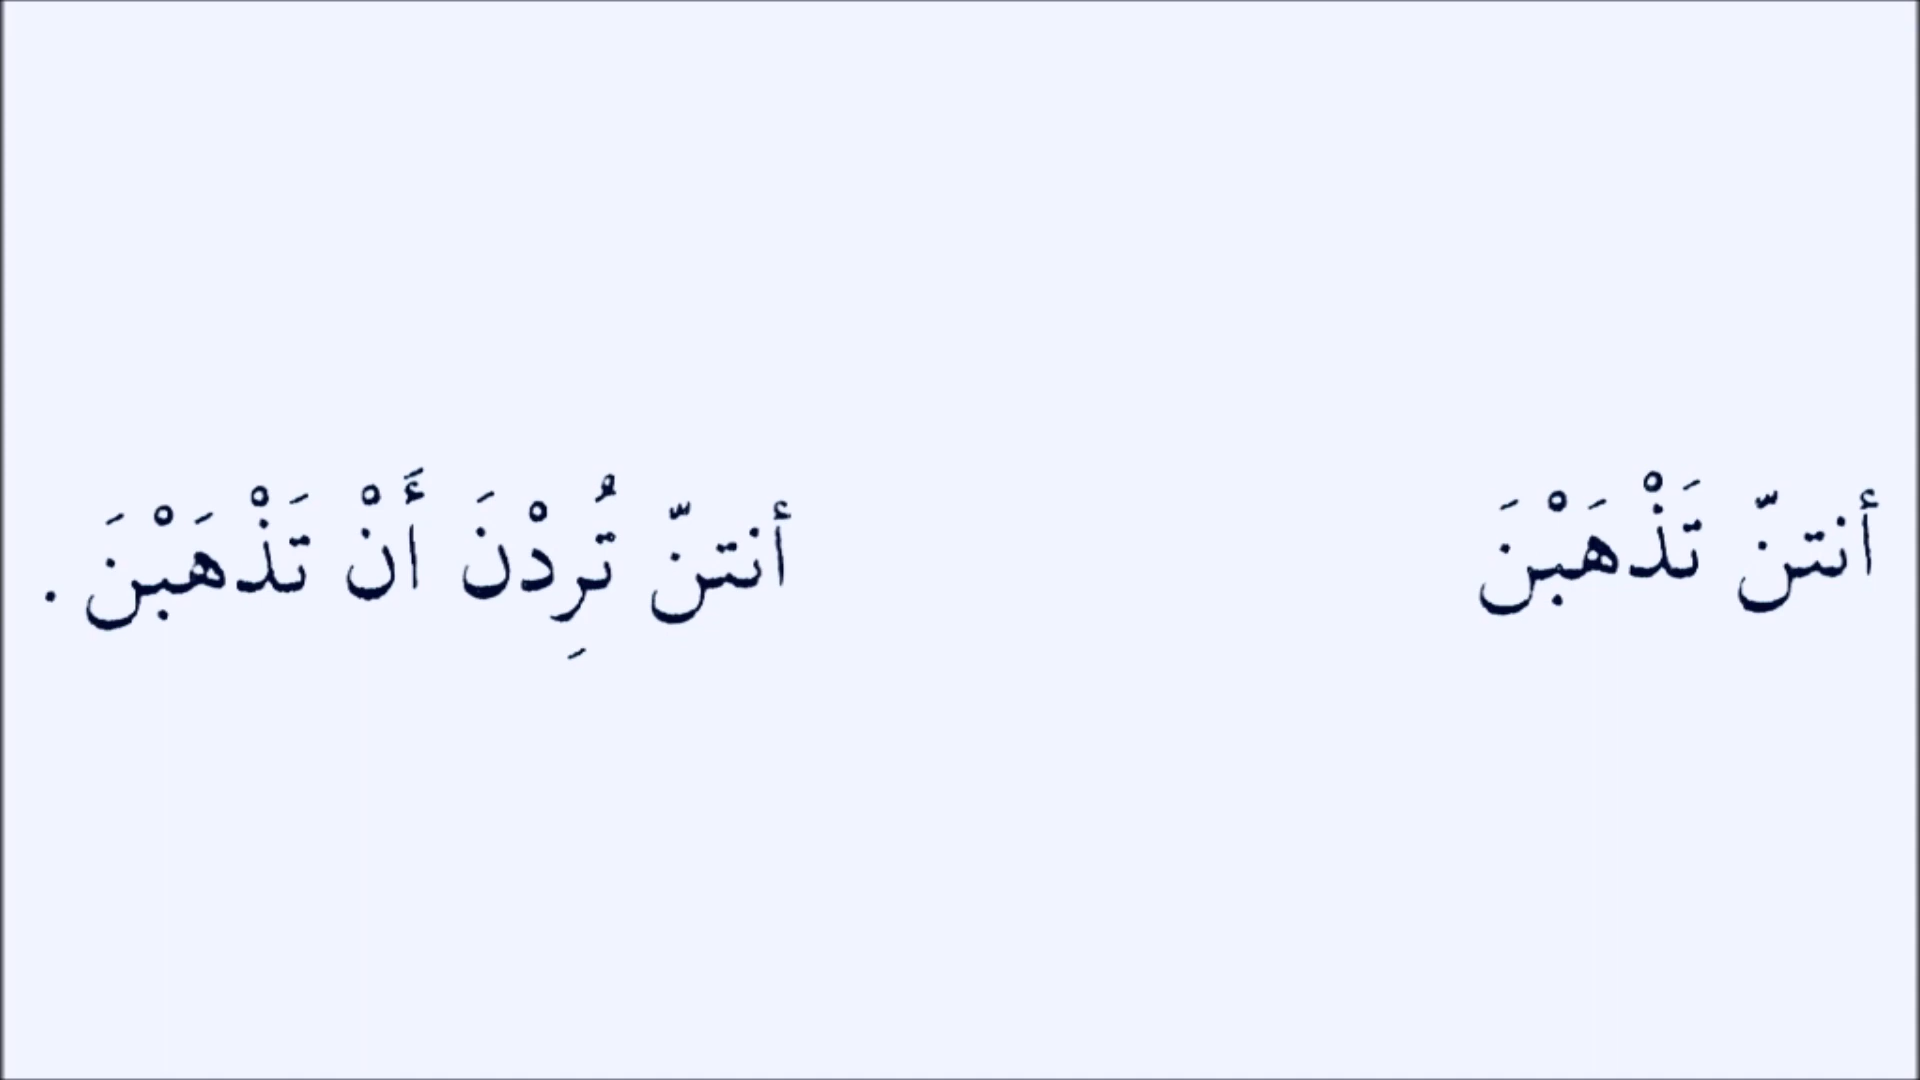 أنتنّ تَذْهَبْنَ
أنتنّ تُرِدْنَ أَنْ تَذْهَبْنَ .